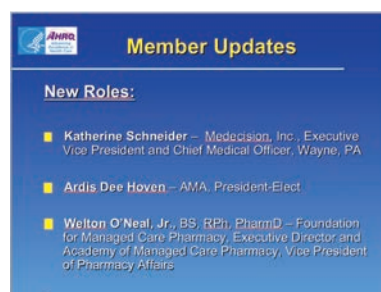 AHRQ
Member Updates
New Roles:
Katherine Schneider – Medecision, Inc., Executive
Vice President and Chief Medical Officer, Wayne, PA
Ardis Dee Hoven – AMA, President-Elect
Welton O'Neal, Jr., BS, RPh, PharmD – Foundation
for Managed Care Pharmacy, Executive Director and
Academy of Managed Care Pharmacy, Vice President
of Pharmacy Affairs